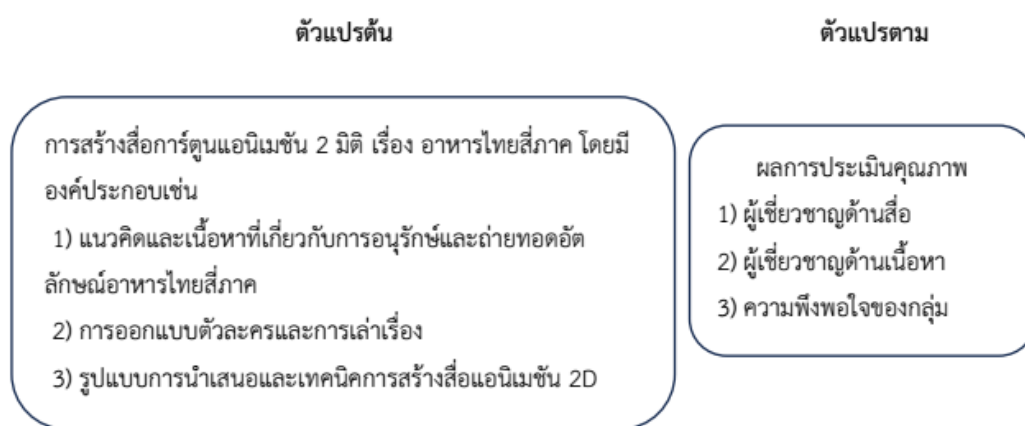 ตัวแปรต้น
ตัวแปรตาม
การสร้างสื่อการ์ตูนแอนิเมชัน 2 มิติ เรื่อง อาหารไทยสี่ภาค โดยมี
องค์ประกอบเช่น
1) แนวคิดและเนื้อหาที่เกี่ยวกับการอนุรักษ์และถ่ายทอดอัต
ลักษณ์อาหารไทยสี่ภาค
2) การออกแบบตัวละครและการเล่าเรื่อง
3) รูปแบบการนำเสนอและเทคนิคการสร้างสื่อแอนิเมชัน 2D
ผลการประเมินคุณภาพ
1) ผู้เชี่ยวชาญด้านสื่อ
2) ผู้เชี่ยวชาญด้านเนื้อหา
3) ความพึงพอใจของกลุ่ม